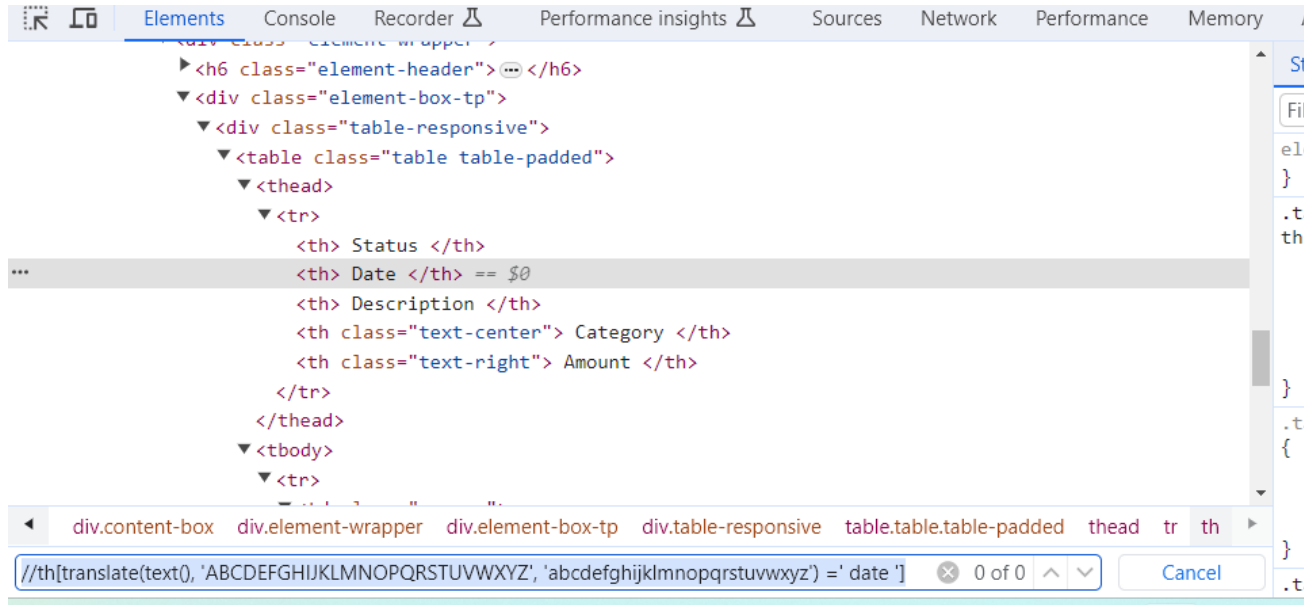 Elements Console Recorder Performance insights Sources Network Performance Memory
<h6 class="element-header"> ⋯ </h6>
<div class="element-box-tp">
<div class="table-responsive">
<table class="table table-padded">
<thead>
<tr>
<th> Status </th>
<th> Date </th> == $0
<th> Description </th>
<th class="text-center"> Category </th>
<th class="text-right"> Amount </th>
</tr>
</thead>
<tbody>
<tr>
div.content-box div.element-wrapper div.element-box-tp div.table-responsive table.table.table-padded thead tr th
//th[translate(text(), 'ABCDEFGHIJKLMNOPQRSTUVWXYZ', 'abcdefghijklmnopqrstuvwxyz') =' date '] 0 of 0 Cancel
}
.t
th
}
.t
{
}
.t